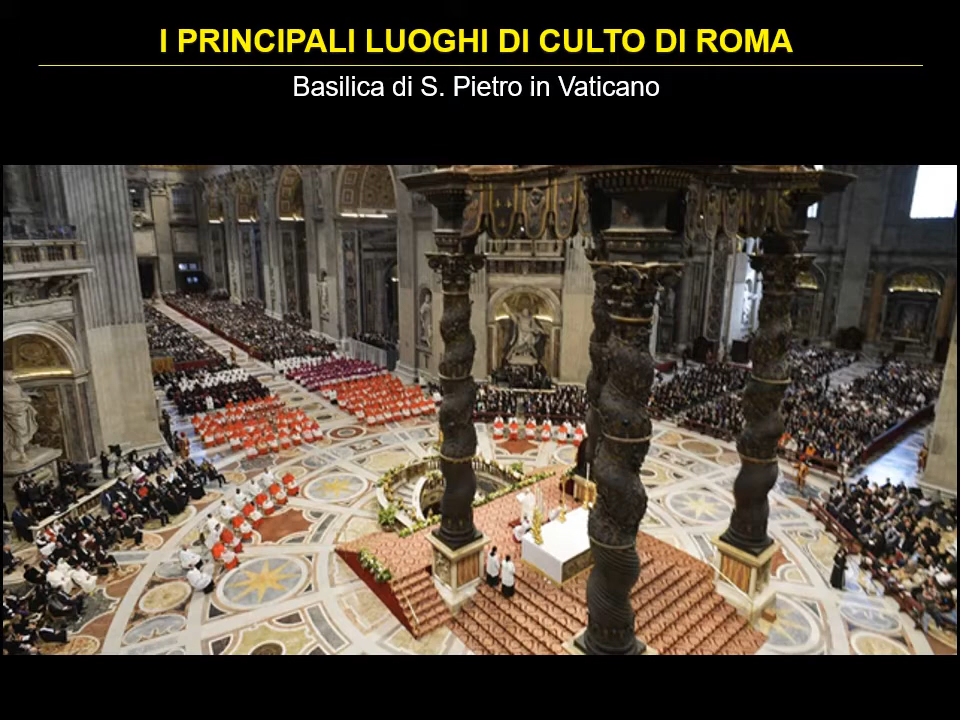 I PRINCIPALI LUOGHI DI CULTO DI ROMA
Basilica di S. Pietro in Vaticano